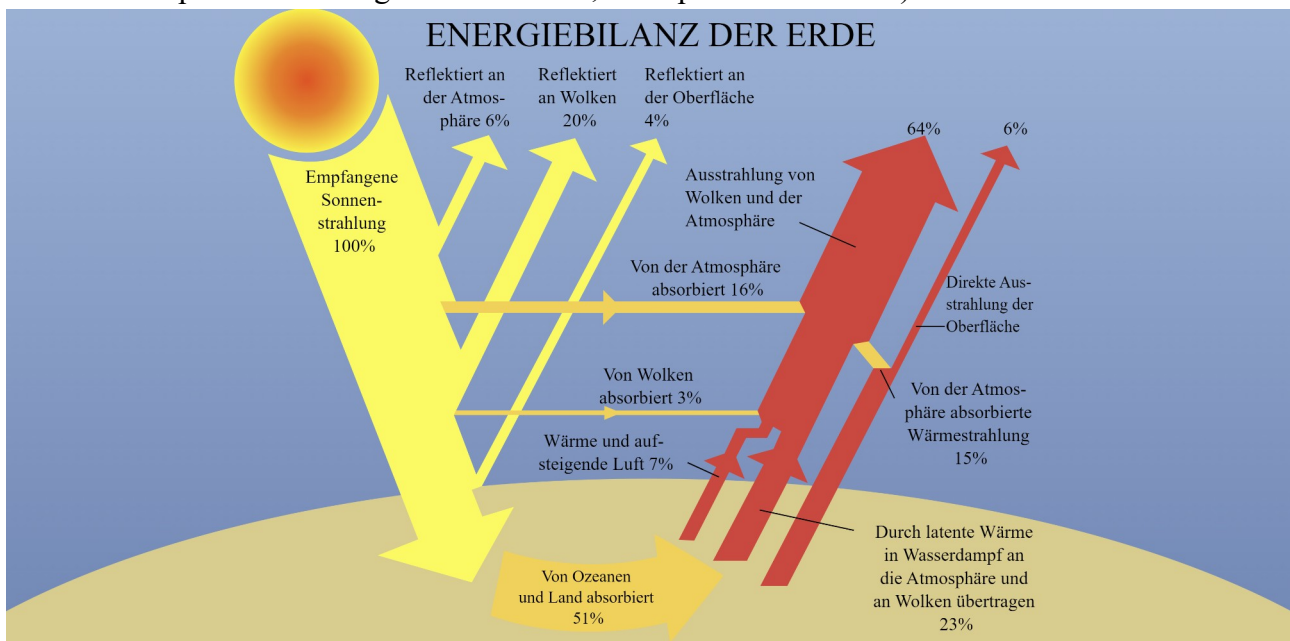 ENERGIEBILANZ DER ERDE
Reflektiert an
der Atmos-
phäre 6%
Reflektiert
an Wolken
20%
Reflektiert an
der Oberfläche
4%
64%
6%
Empfangene
Sonnen-
strahlung
100%
Ausstrahlung von
Wolken und der
Atmosphäre
Von der Atmosphäre
absorbiert 16%
Direkte Aus-
strahlung der
Oberfläche
Von Wolken
absorbiert 3%
Von der Atmos-
phäre absorbierte
Wärmestrahlung
15%
Wärme und auf-
steigende Luft 7%
Durch latente Wärme
in Wasserdampf an
die Atmosphäre und
an Wolken übertragen
23%
Von Ozeanen
und Land absorbiert
51%